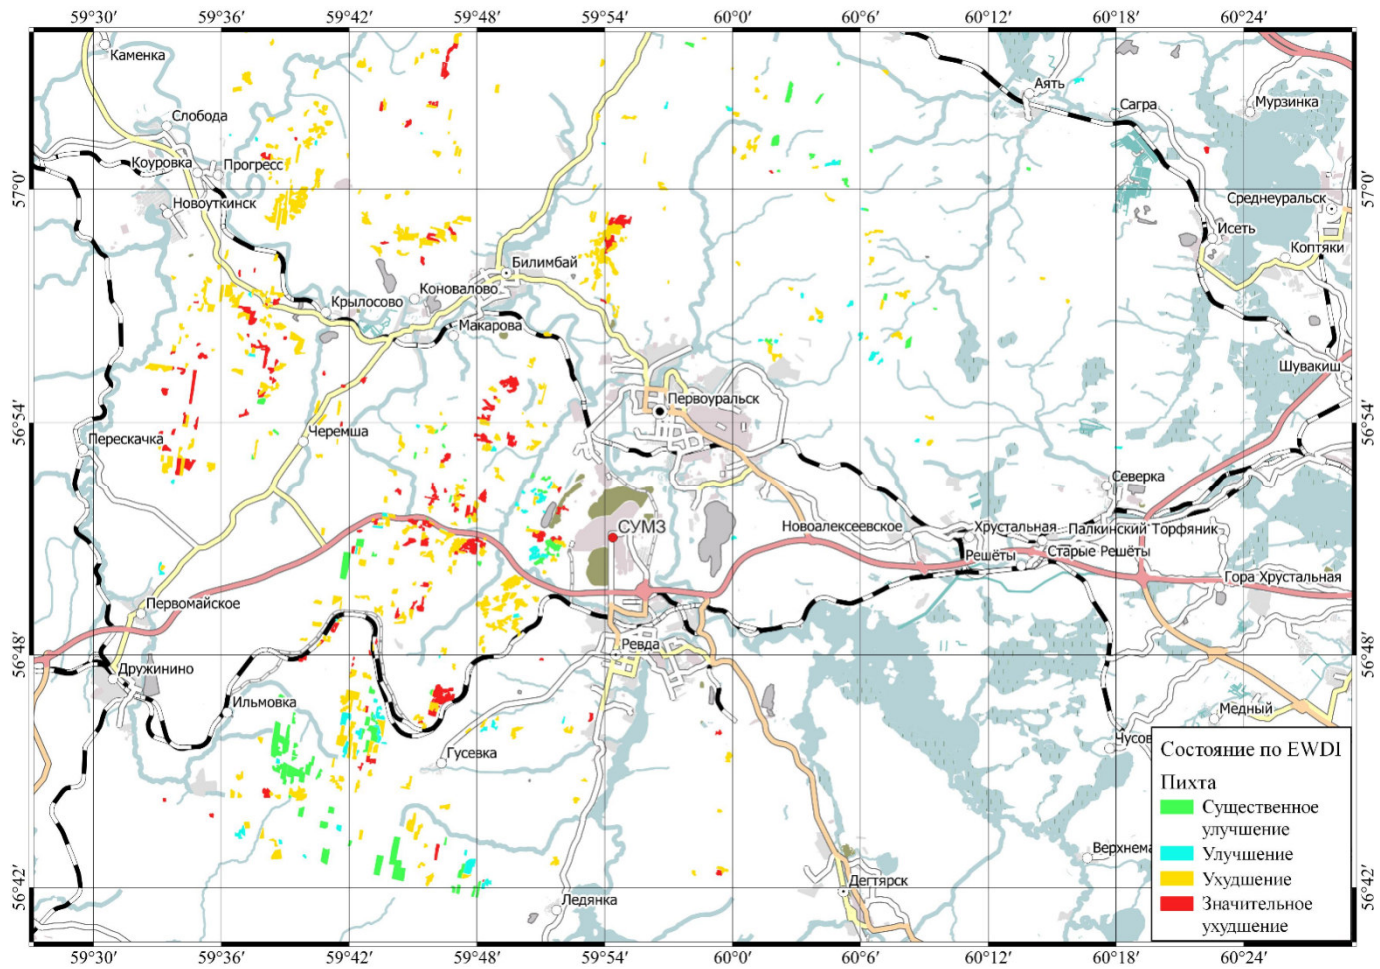 59°30' 59°36' 59°42' 59°48' 59°54' 60°0' 60°6' 60°12' 60°18' 60°24'
Каменка
Аять
Сагра
Мурзинка
Слобода
Коуровка
Прогресс
57°0'
57°0'
Новоуткинск
Среднеуральск
Исеть
Коптяки
Билимбай
Коновалово
Крылосово
Макарова
Шувакиш
Первоуральск
56°54'
56°54'
Черемша
Перескачка
Северка
СУМЗ
Новоалексеевское
Хрустальная
Палкинский Торфяник
Решёты
Старые Решёты
Гора Хрустальная
Первомайское
56°48'
56°48'
Ревда
Дружинино
Ильмовка
Медный
Гусевка
Чусов
Состояние по EWDI
Пихта
Существенное
улучшение
Улучшение
Ухудшение
Значительное
ухудшение
Верхнема
56°42'
56°42'
Дегтярск
Ледянка
59°30' 59°36' 59°42' 59°48' 59°54' 60°0' 60°6' 60°12' 60°18' 60°24'